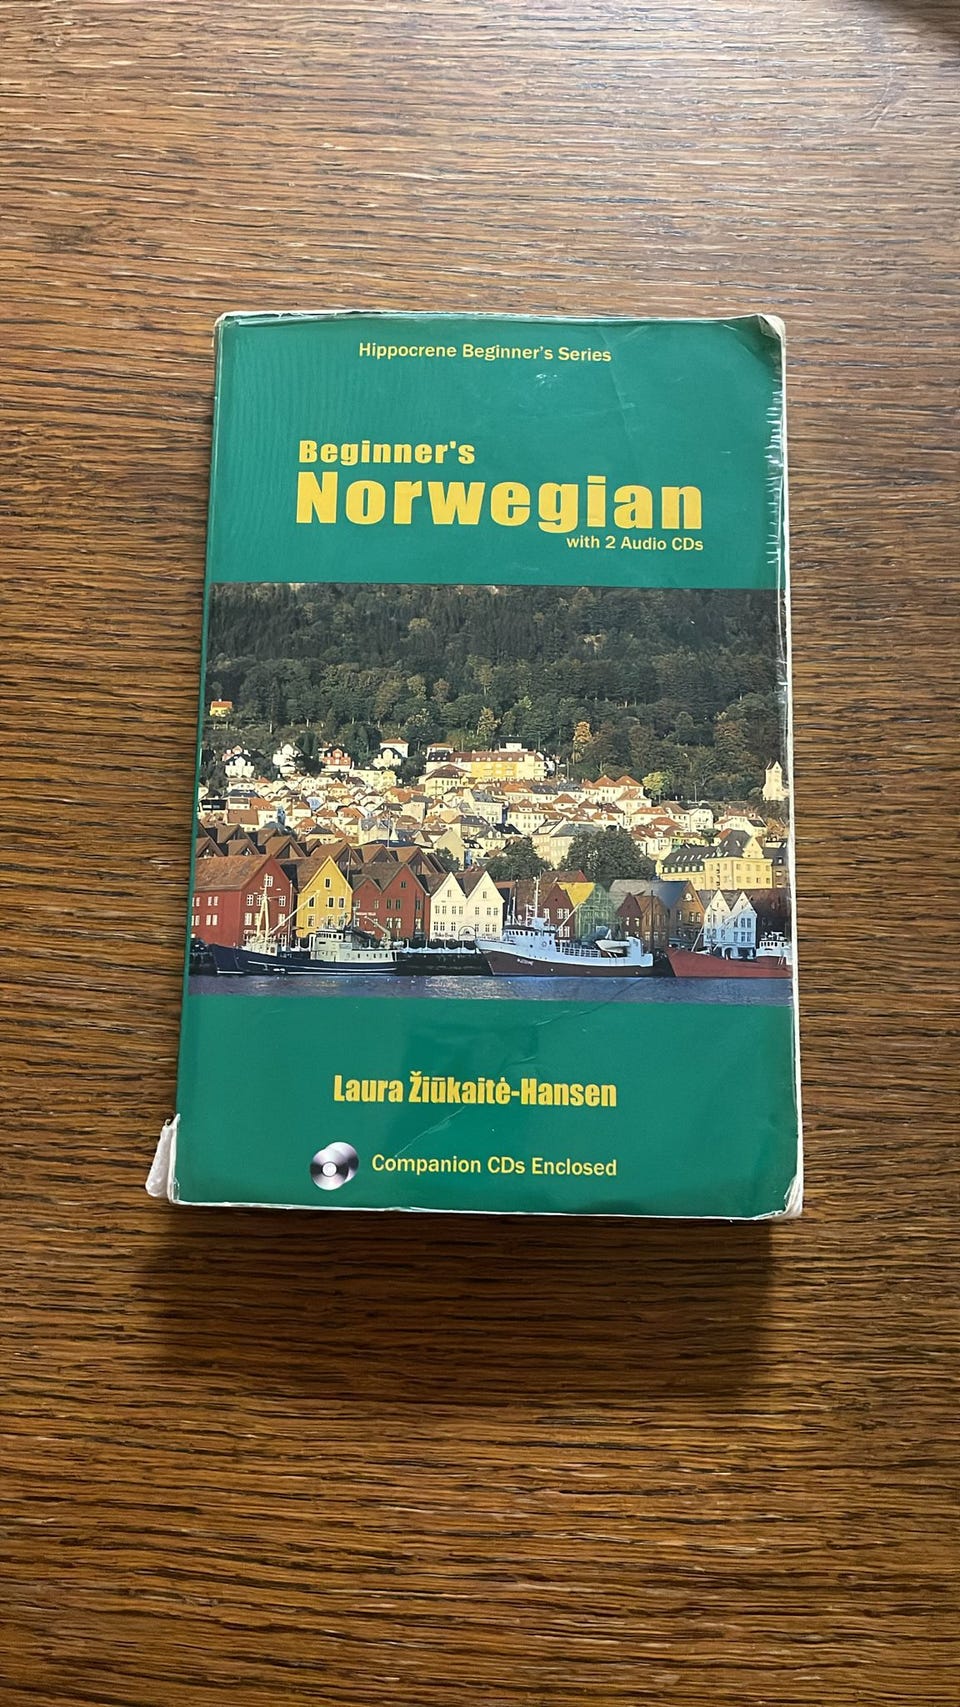 Hippocrene Beginner's Series
Beginner's
Norwegian
with 2 Audio CDs
Laura Žiūkaitė-Hansen
Companion CDs Enclosed